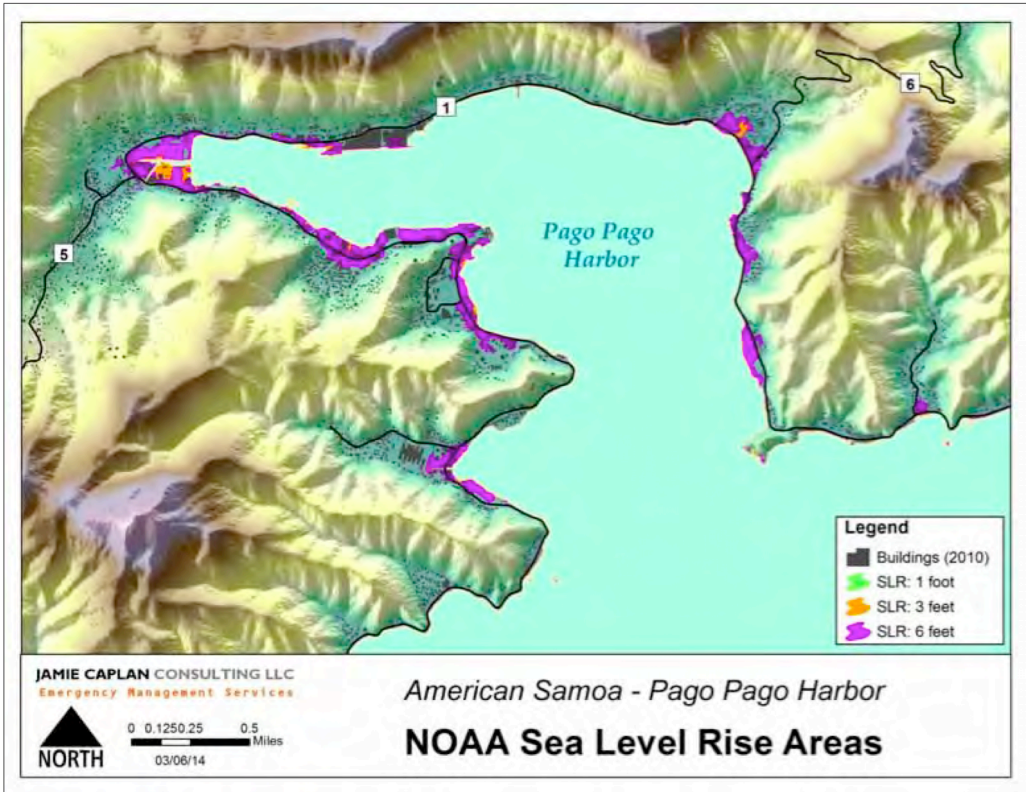 1
6
5
Pago Pago
Harbor
Legend
Buildings (2010)
SLR: 1 foot
SLR: 3 feet
SLR: 6 feet
JAMIE CAPLAN CONSULTING LLC
Emergency Management Services
NORTH
0 0.1250.25 0.5
Miles
03/06/14
American Samoa - Pago Pago Harbor
NOAA Sea Level Rise Areas